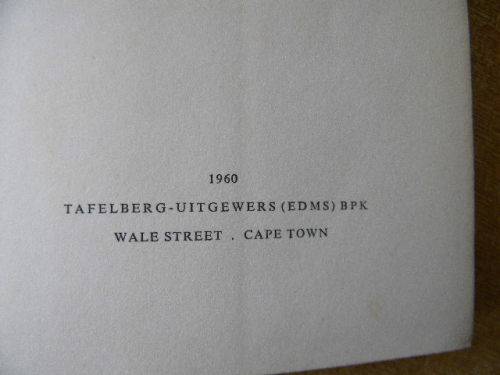 1960
TAFELBERG-UITGEWERS (EDMS) BPK
WALE STREET . CAPE TOWN